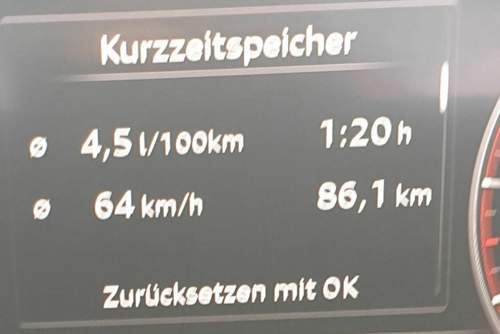 Kurzzeitspeicher
ø 4,5 l/100km 1:20 h
ø 64 km/h 86,1 km
Zurücksetzen mit OK